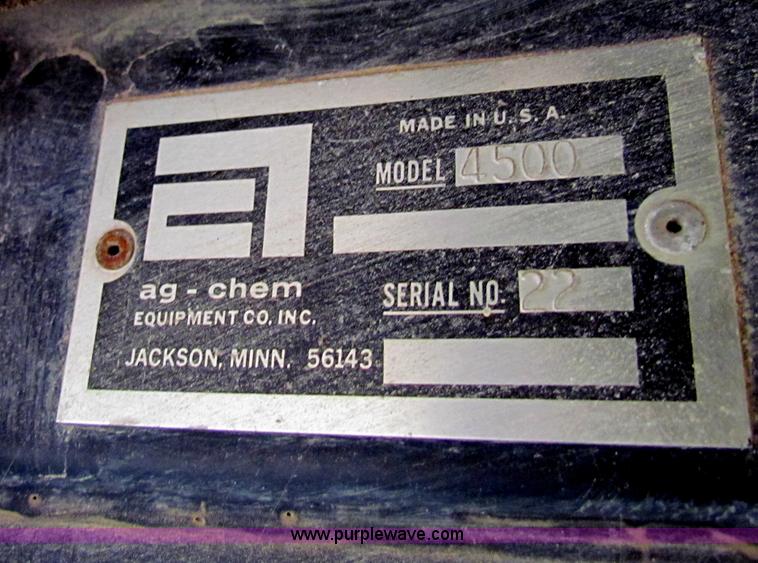 MADE IN U.S.A.
MODEL 4500
SERIAL NO. 22
ag-chem
EQUIPMENT CO. INC.
JACKSON, MINN. 56143
www.purplewave.com